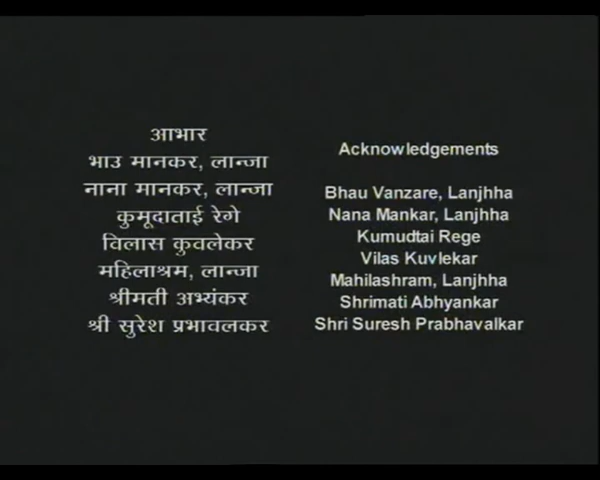 आभार
भाउ मानकर, लान्जा
नाना मानकर, लान्जा
कुमूदाताई रेगे
विलास कुवलेकर
महिलाश्रम, लान्जा
श्रीमती अभ्यंकर
श्री सुरेश प्रभावलकर
Acknowledgements
Bhau Vanzare, Lanjhha
Nana Mankar, Lanjhha
Kumudtai Rege
Vilas Kuvlekar
Mahilashram, Lanjhha
Shrimati Abhyankar
Shri Suresh Prabhavalkar